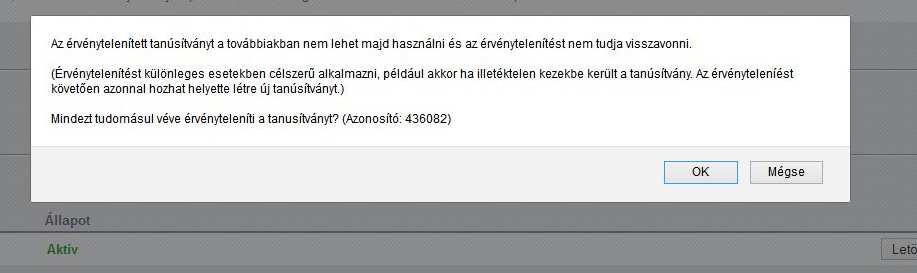 Az érvénytelenített tanúsítványt a továbbiakban nem lehet majd használni és az érvénytelenítést nem tudja visszavonni.
(Érvénytelenítést különleges esetekben célszerű alkalmazni, például akkor ha illetéktelen kezekbe került a tanúsítvány. Az érvényteleníést
követően azonnal hozhat helyette létre új tanúsítványt.)
Mindezt tudomásul véve érvényteleníti a tanusítványt? (Azonosító: 436082)
OK Mégse
Állapot
Aktív Letö